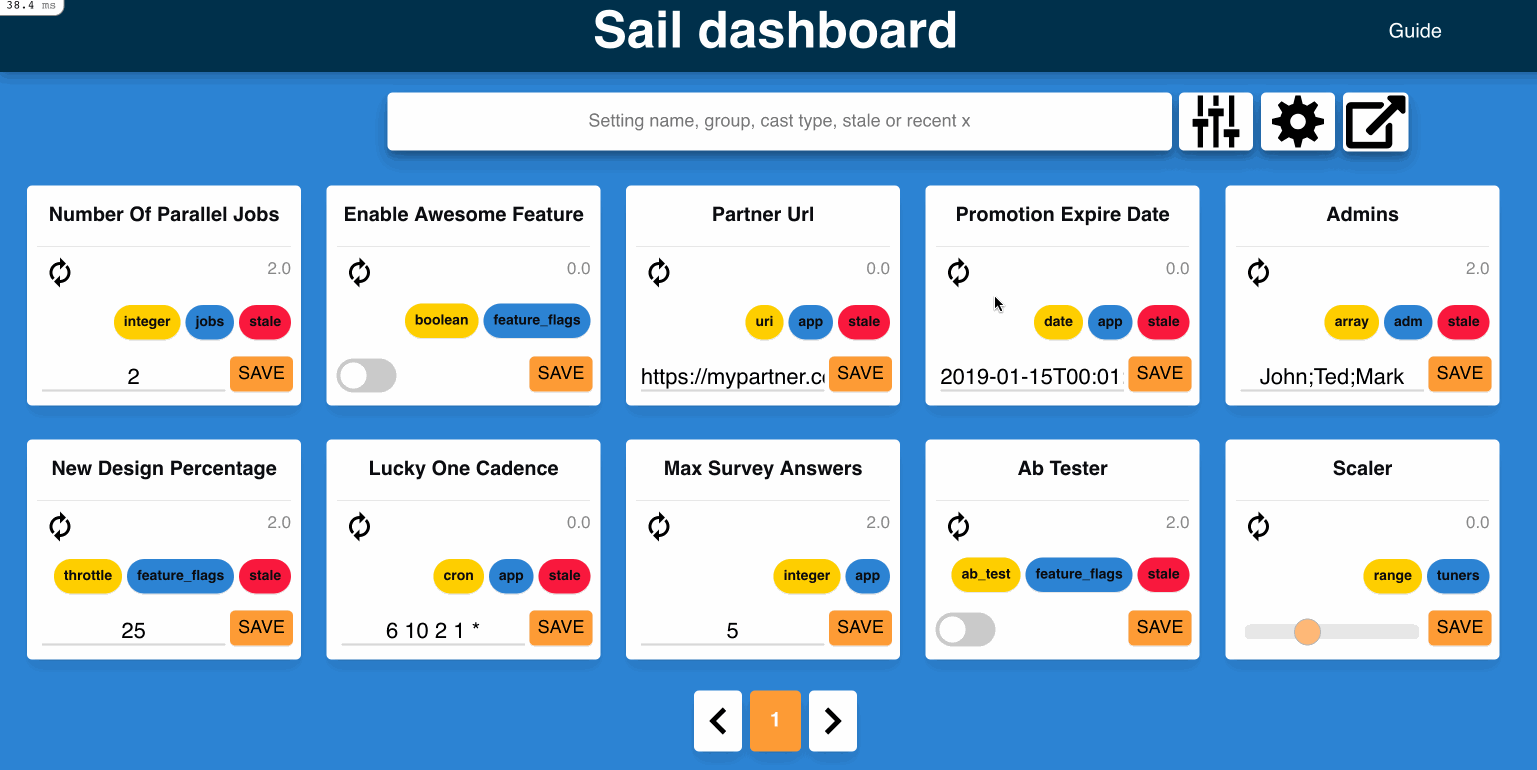 38.4 ms
Sail dashboard
Guide
Setting name, group, cast type, stale or recent x
Number Of Parallel Jobs
2.0
integer jobs stale
2 SAVE
Enable Awesome Feature
0.0
boolean feature_flags
SAVE
Partner Url
0.0
uri app stale
https://mypartner.c SAVE
Promotion Expire Date
0.0
date app stale
2019-01-15T00:01 SAVE
Admins
2.0
array adm stale
John;Ted;Mark SAVE
New Design Percentage
2.0
throttle feature_flags stale
25 SAVE
Lucky One Cadence
0.0
cron app stale
6 10 2 1 * SAVE
Max Survey Answers
2.0
integer app
5 SAVE
Ab Tester
2.0
ab_test feature_flags stale
SAVE
Scaler
0.0
range tuners
SAVE
1